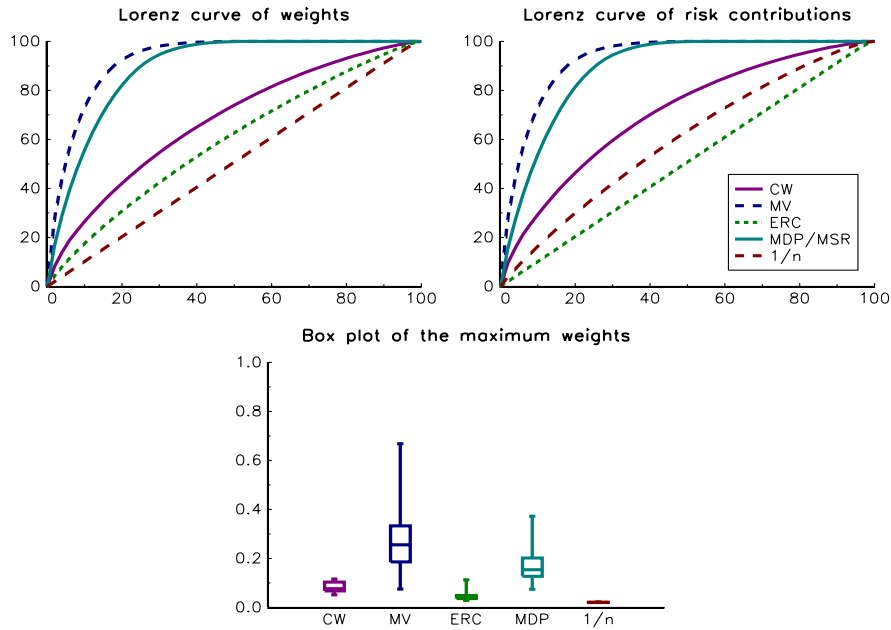 Lorenz curve of weights
100
80
60
40
20
0
0 20 40 60 80 100
Lorenz curve of risk contributions
100
80
60
40
20
0
0 20 40 60 80 100
CW
MV
ERC
MDP/MSR
1/n
Box plot of the maximum weights
1.0
0.8
0.6
0.4
0.2
0.0
CW MV ERC MDP 1/n